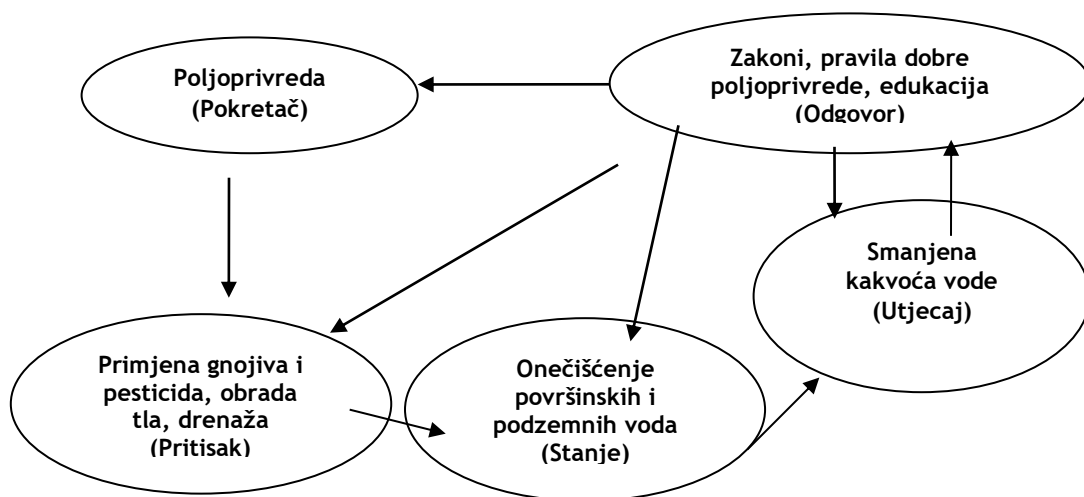 Poljoprivreda
(Pokretač)
Zakoni, pravila dobre
poljoprivrede, edukacija
(Odgovor)
Smanjena
kakvoća vode
(Utjecaj)
Primjena gnojiva i
pesticida, obrada
tla, drenaža
(Pritisak)
Onečišćenje
površinskih i
podzemnih voda
(Stanje)